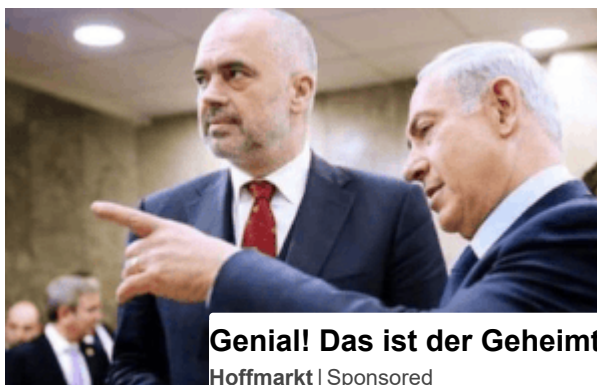 Genial! Das ist der Geheimt
Hoffmarkt | Sponsored